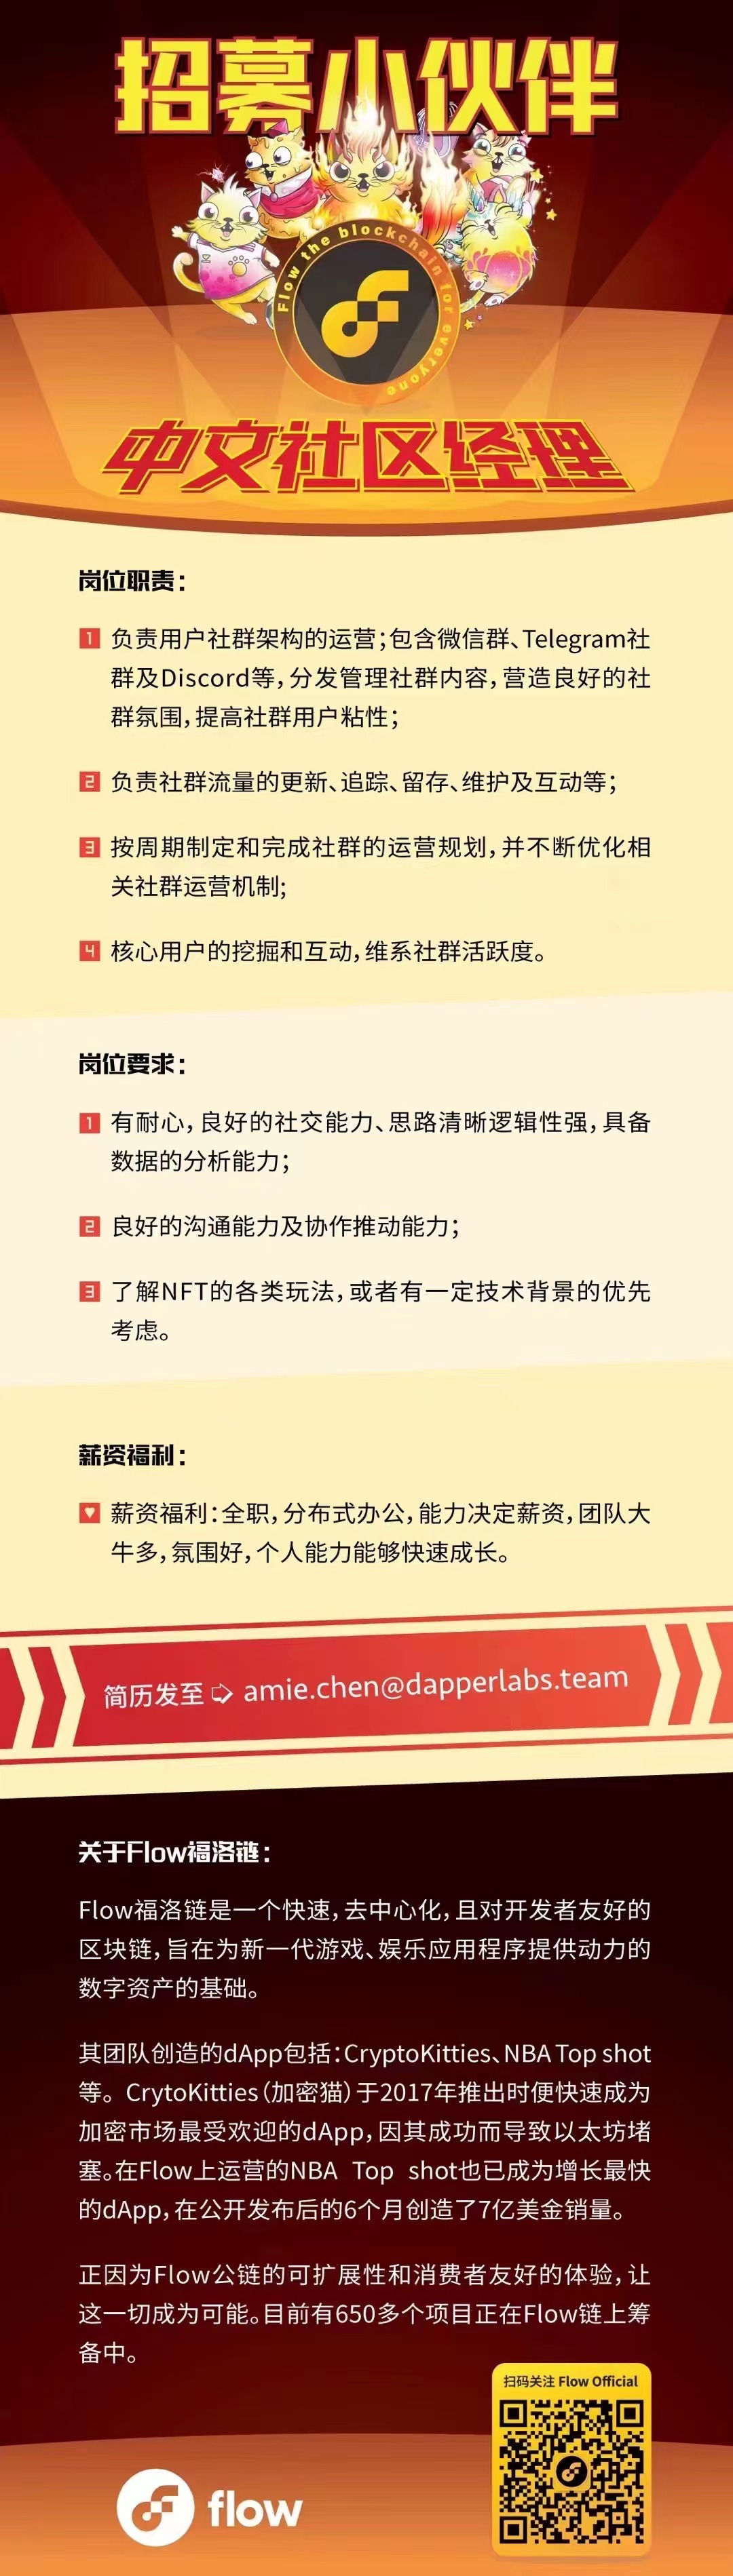 招募小伙伴
Flow the blockchain for everyone
中文社区经理
岗位职责：
1 负责用户社群架构的运营；包含微信群、Telegram社
群及Discord等，分发管理社群内容，营造良好的社
群氛围，提高社群用户粘性；
2 负责社群流量的更新、追踪、留存、维护及互动等；
3 按周期制定和完成社群的运营规划，并不断优化相
关社群运营机制；
4 核心用户的挖掘和互动，维系社群活跃度。
岗位要求：
1 有耐心，良好的社交能力、思路清晰逻辑性强，具备
数据的分析能力；
2 良好的沟通能力及协作推动能力；
3 了解NFT的各类玩法，或者有一定技术背景的优先
考虑。
薪资福利：
薪资福利：全职，分布式办公，能力决定薪资，团队大
牛多，氛围好，个人能力能够快速成长。
简历发至 amie.chen@dapperlabs.team
关于Flow福洛链：
Flow福洛链是一个快速，去中心化，且对开发者友好的
区块链，旨在为新一代游戏、娱乐应用程序提供动力的
数字资产的基础。
其团队创造的dApp包括：CryptoKitties、NBA Top shot
等。CrytoKitties（加密猫）于2017年推出时便快速成为
加密市场最受欢迎的dApp，因其成功而导致以太坊堵
塞。在Flow上运营的NBA Top shot也已成为增长最快
的dApp，在公开发布后的6个月创造了7亿美金销量。
正因为Flow公链的可扩展性和消费者友好的体验，让
这一切成为可能。目前有650多个项目正在Flow链上筹
备中。
扫码关注 Flow Official
flow